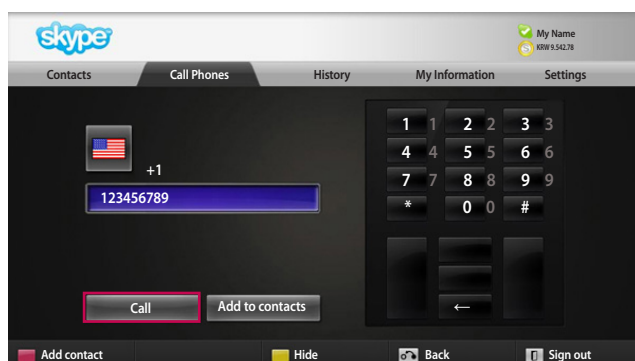 skype
My Name
KRW 9.542.78
Contacts Call Phones History My Information Settings
+1
123456789
1 1 2 2 3 3
4 4 5 5 6 6
7 7 8 8 9 9
* 0 0 #
←
Call Add to contacts
Add contact Hide Back Sign out